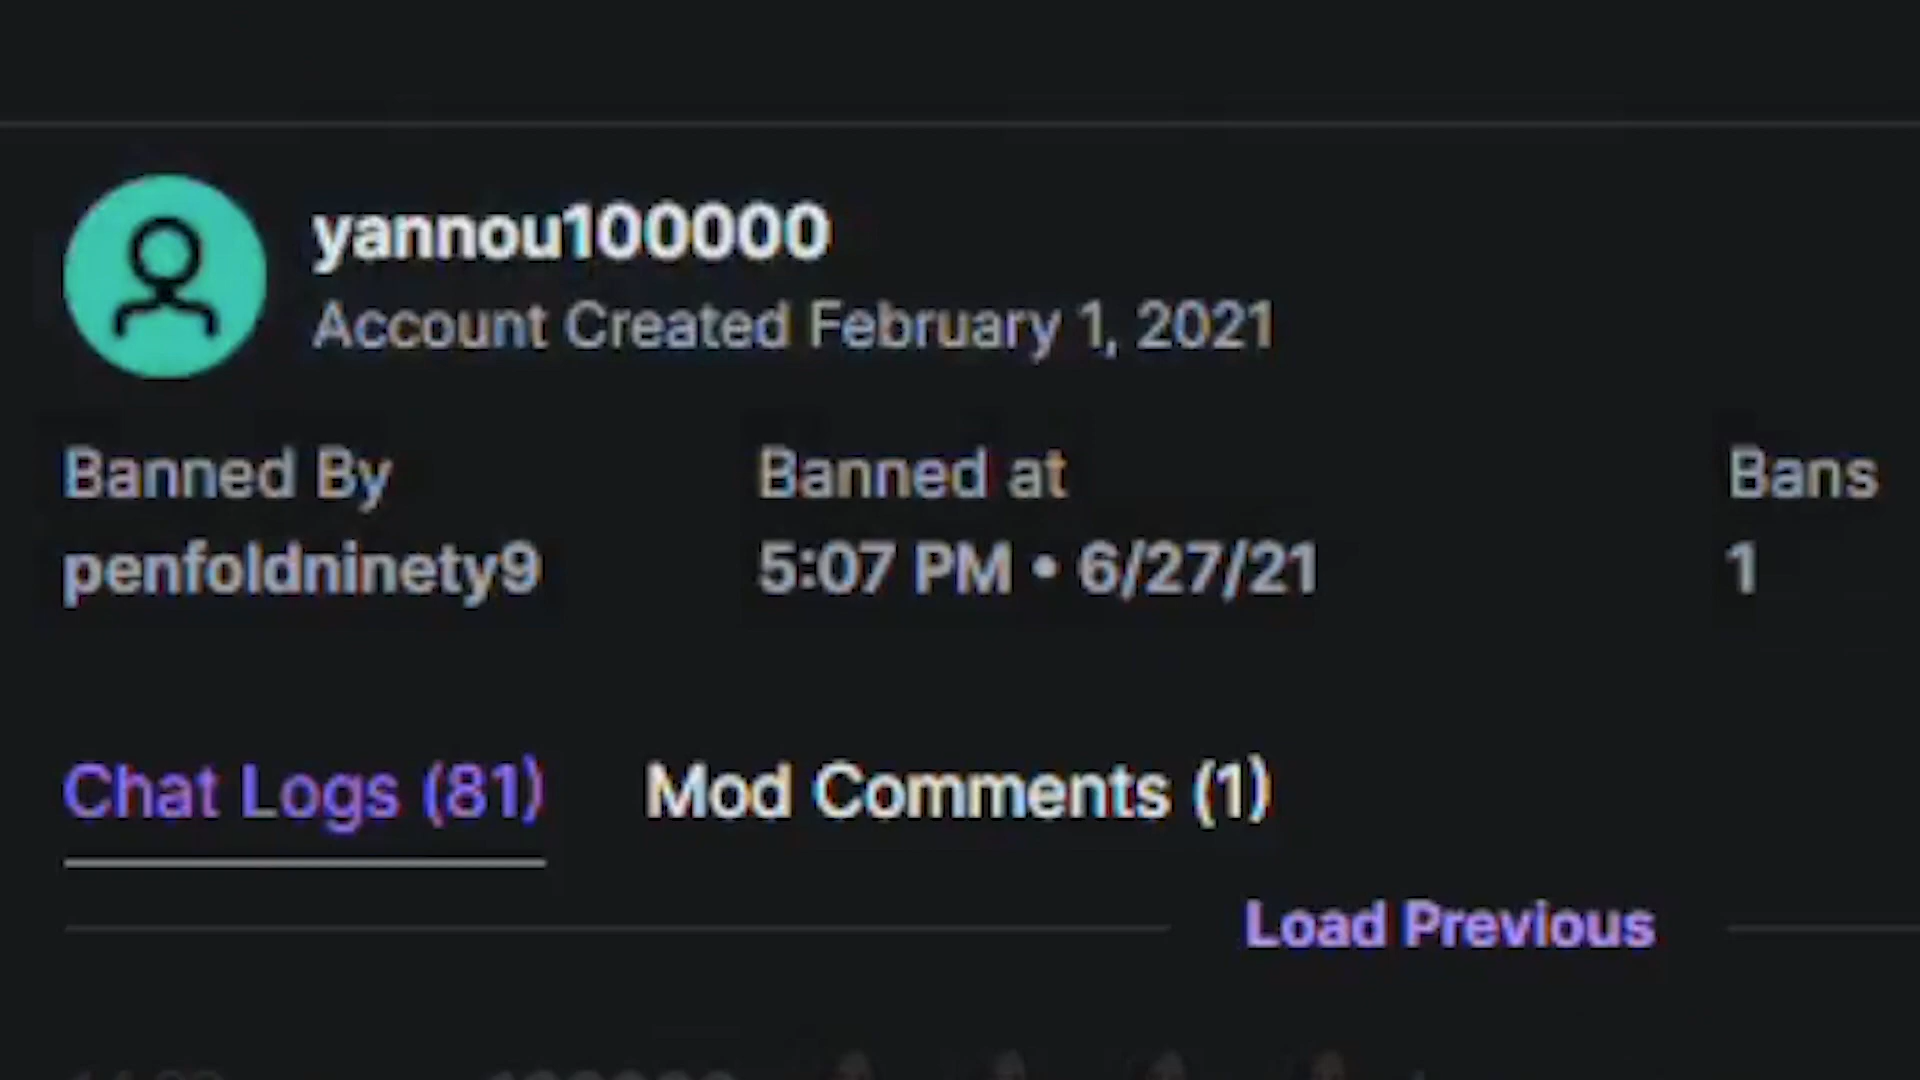 yannou100000
Account Created February 1, 2021
Banned By
penfoldninety9
Banned at
5:07 PM • 6/27/21
Bans
1
Chat Logs (81)
Mod Comments (1)
Load Previous